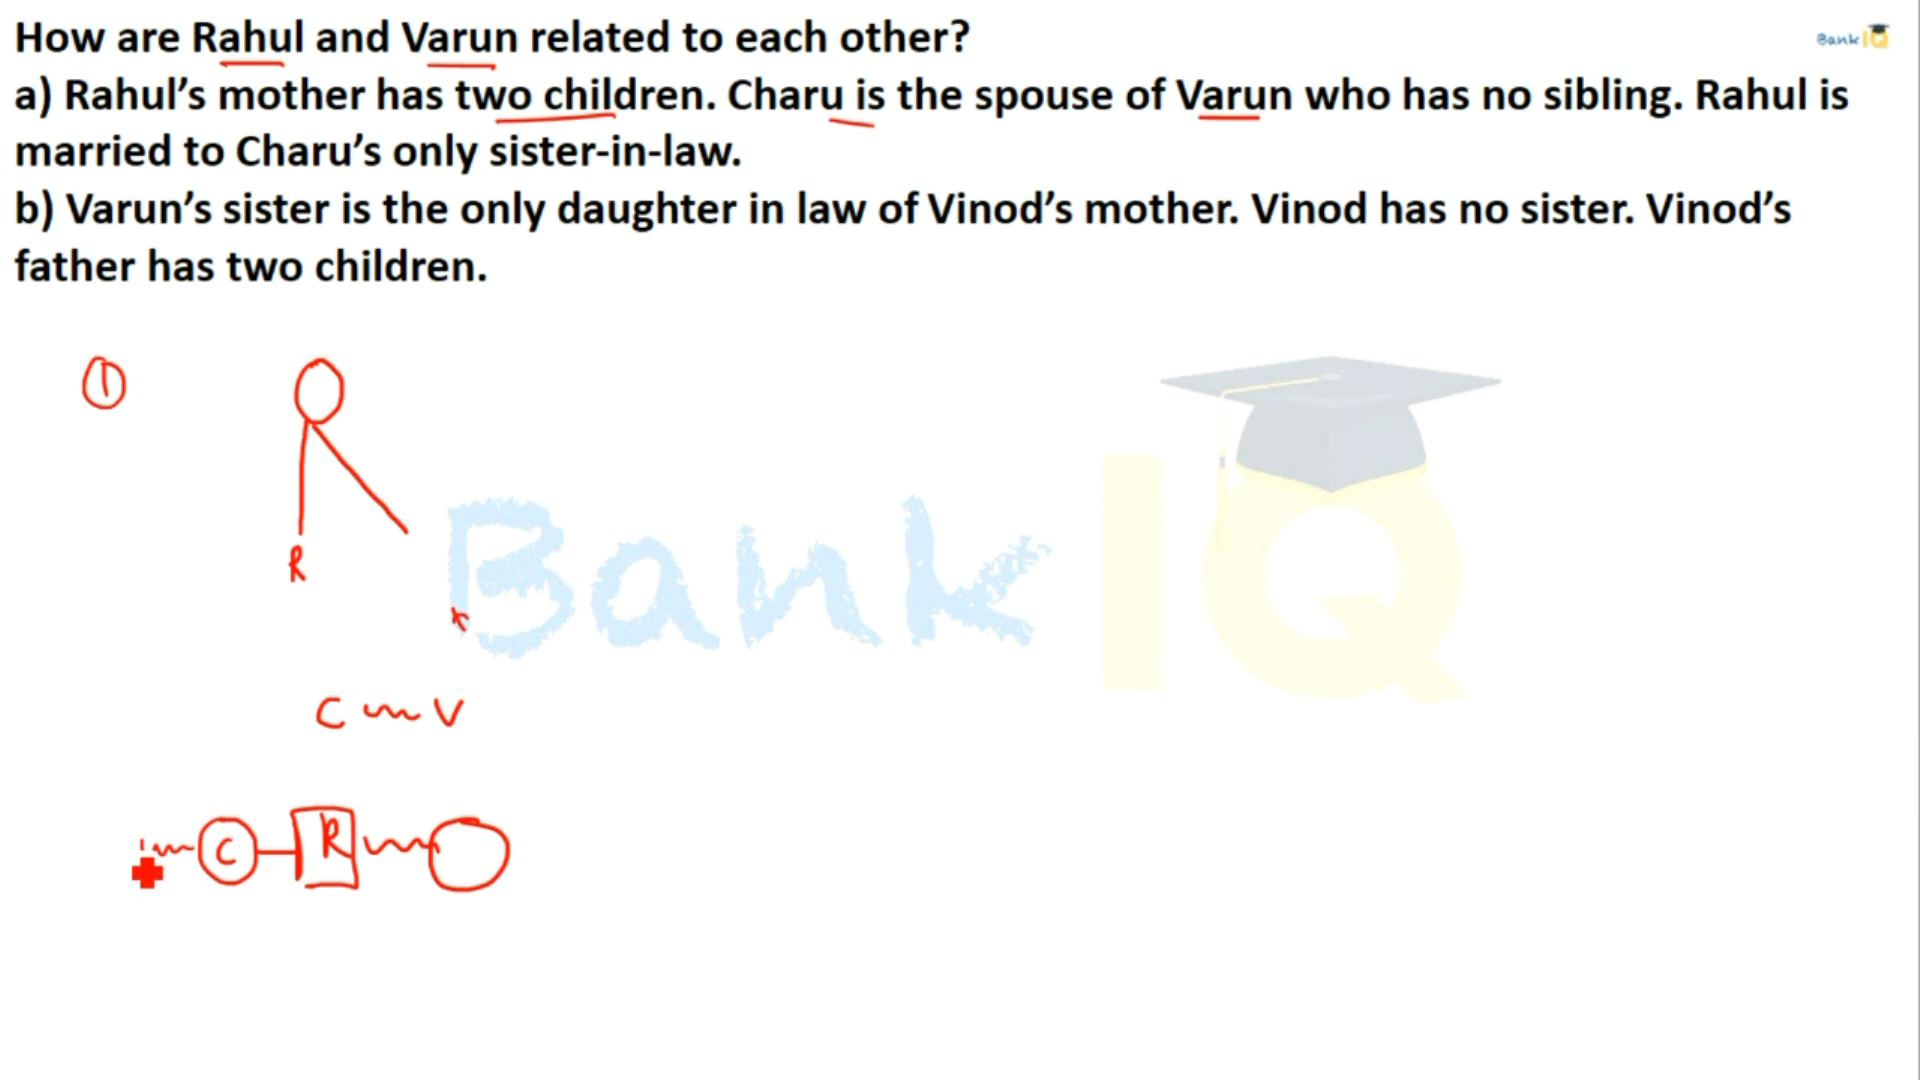 How are Rahul and Varun related to each other?
Bank IQ
a) Rahul’s mother has two children. Charu is the spouse of Varun who has no sibling. Rahul is
married to Charu’s only sister-in-law.
b) Varun’s sister is the only daughter in law of Vinod’s mother. Vinod has no sister. Vinod’s
father has two children.
1
R
Bank IQ
C V
C R